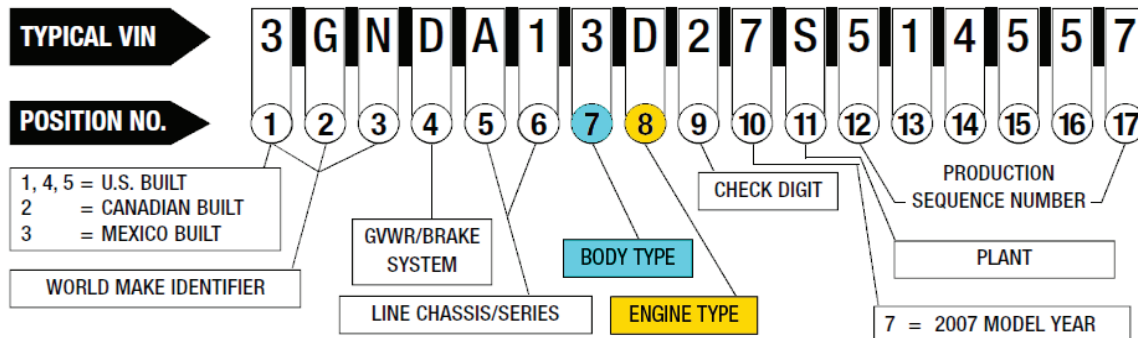 TYPICAL VIN
3 G N D A 1 3 D 2 7 S 5 1 4 5 5 7
POSITION NO.
1 2 3 4 5 6 7 8 9 10 11 12 13 14 15 16 17
1, 4, 5 = U.S. BUILT
2 = CANADIAN BUILT
3 = MEXICO BUILT
WORLD MAKE IDENTIFIER
GVWR/BRAKE
SYSTEM
LINE CHASSIS/SERIES
BODY TYPE
ENGINE TYPE
CHECK DIGIT
PRODUCTION
SEQUENCE NUMBER
PLANT
7 = 2007 MODEL YEAR